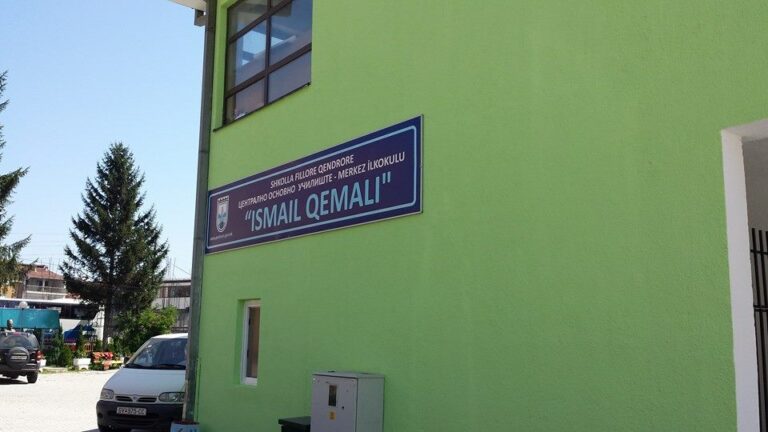 SHKOLLA FILLORE QENDRORE
ЦЕНТРАЛНО ОСНОВНО УЧИЛИШТЕ - MERKEZ İLKOKULU
"ISMAIL QEMALI"